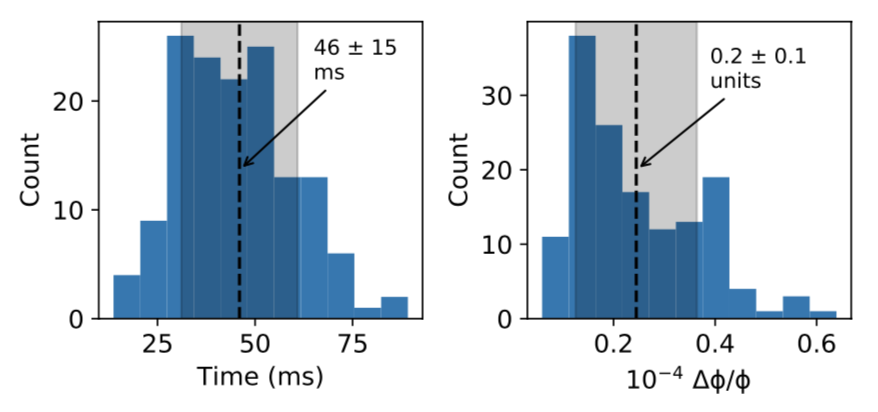 46 ± 15
ms
20
10
0
Count
25 50 75
Time (ms)
0.2 ± 0.1
units
30
20
10
0
Count
0.2 0.4 0.6
10⁻⁴ Δϕ/ϕ